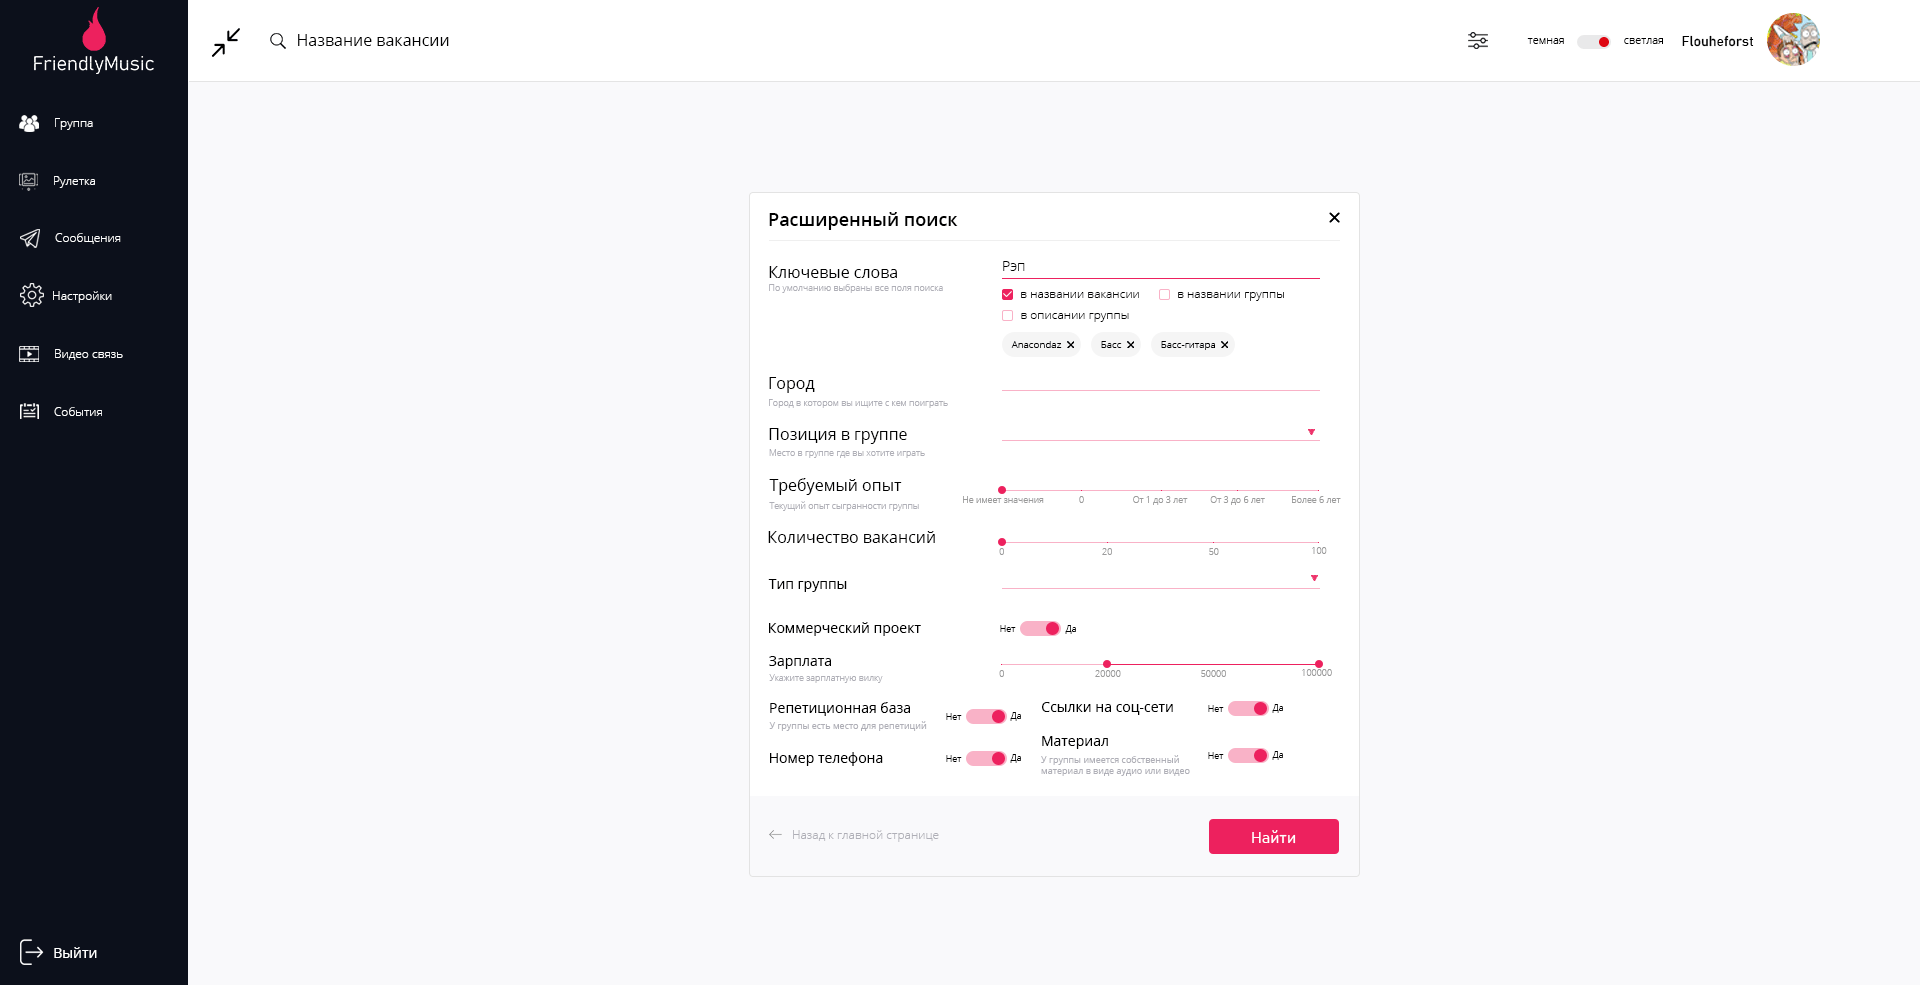 FriendlyMusic
Группа
Рулетка
Сообщения
Настройки
Видео связь
События
Выйти
Название вакансии
темная
светлая
Flouheforst
Расширенный поиск
Ключевые слова
По умолчанию выбраны все поля поиска
Рэп
в названии вакансии
в названии группы
в описании группы
Anacondaz
Басс
Басс-гитара
Город
Город в котором вы ищите с кем поиграть
Позиция в группе
Место в группе где вы хотите играть
Требуемый опыт
Текущий опыт сыгранности группы
Не имеет значения
0
От 1 до 3 лет
От 3 до 6 лет
Более 6 лет
Количество вакансий
0
20
50
100
Тип группы
Коммерческий проект
Нет
Да
Зарплата
Укажите зарплатную вилку
0
20000
50000
100000
Репетиционная база
У группы есть место для репетиций
Нет
Да
Ссылки на соц-сети
Нет
Да
Номер телефона
Нет
Да
Материал
У группы имеется собственный
материал в виде аудио или видео
Нет
Да
Назад к главной странице
Найти